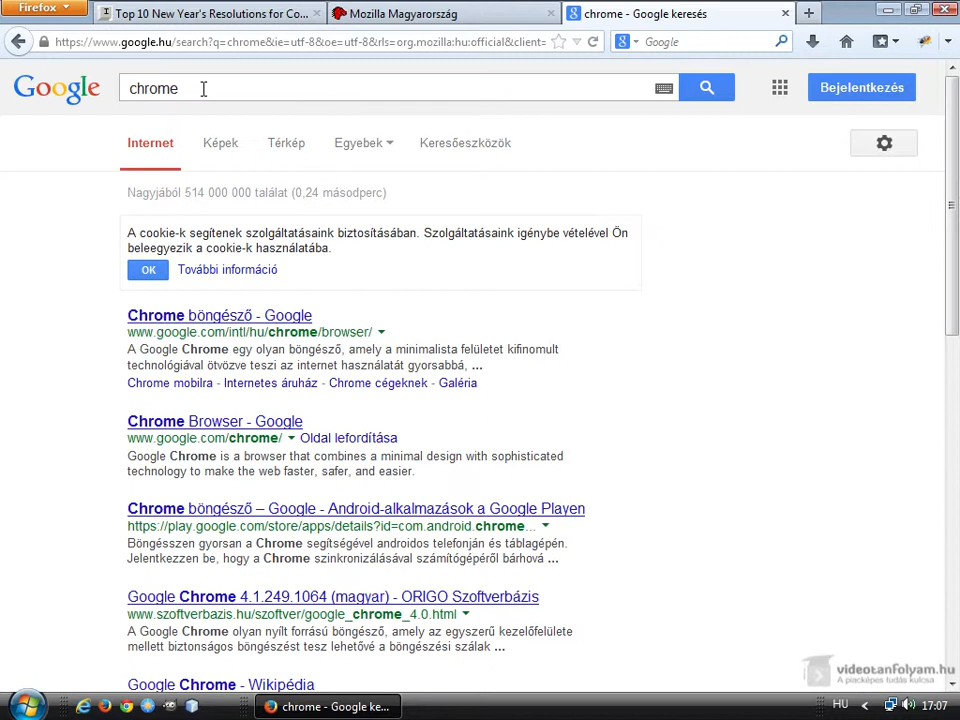 Firefox
Top 10 New Year's Resolutions for Co...
Mozilla Magyarország
chrome - Google keresés
https://www.google.hu/search?q=chrome&ie=utf-8&oe=utf-8&rls=org.mozilla:hu:official&client=
Google
Google
chrome
Bejelentkezés
Internet
Képek
Térkép
Egyebek
Keresőeszközök
Nagyjából 514 000 000 találat (0,24 másodperc)
A cookie-k segítenek szolgáltatásaink biztosításában. Szolgáltatásaink igénybe vételével Ön
beleegyezik a cookie-k használatába.
OK
További információ
Chrome böngésző - Google
www.google.com/intl/hu/chrome/browser/
A Google Chrome egy olyan böngésző, amely a minimalista felületet kifinomult
technológiával ötvözve teszi az internet használatát gyorsabbá, ...
Chrome mobilra - Internetes áruház - Chrome cégeknek - Galéria
Chrome Browser - Google
www.google.com/chrome/ Oldal lefordítása
Google Chrome is a browser that combines a minimal design with sophisticated
technology to make the web faster, safer, and easier.
Chrome böngésző – Google - Android-alkalmazások a Google Playen
https://play.google.com/store/apps/details?id=com.android.chrome...
Böngésszen gyorsan a Chrome segítségével androidos telefonján és táblagépén.
Jelentkezzen be, hogy a Chrome szinkronizálásával számítógépéről bárhová ...
Google Chrome 4.1.249.1064 (magyar) - ORIGO Szoftverbázis
www.szoftverbazis.hu/szoftver/google_chrome_4.0.html
A Google Chrome olyan nyílt forrású böngésző, amely az egyszerű kezelőfelülete
mellett biztonságos böngészést tesz lehetővé a böngészési szálak ...
Google Chrome - Wikipédia
videotanfolyam.hu
A piacképes tudás kulcsa
chrome - Google ke...
HU
17:07